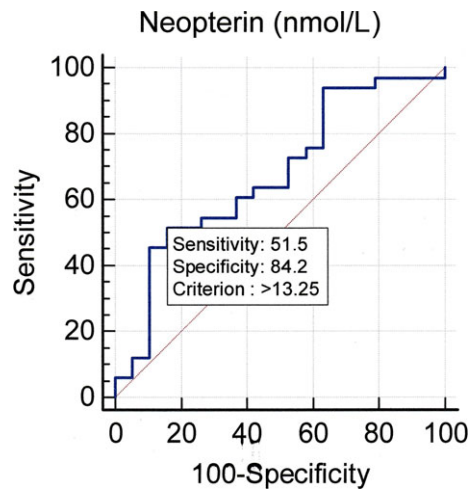 Neopterin (nmol/L)
100
80
60
40
20
0
Sensitivity
Sensitivity: 51.5
Specificity: 84.2
Criterion : >13.25
0 20 40 60 80 100
100-Specificity